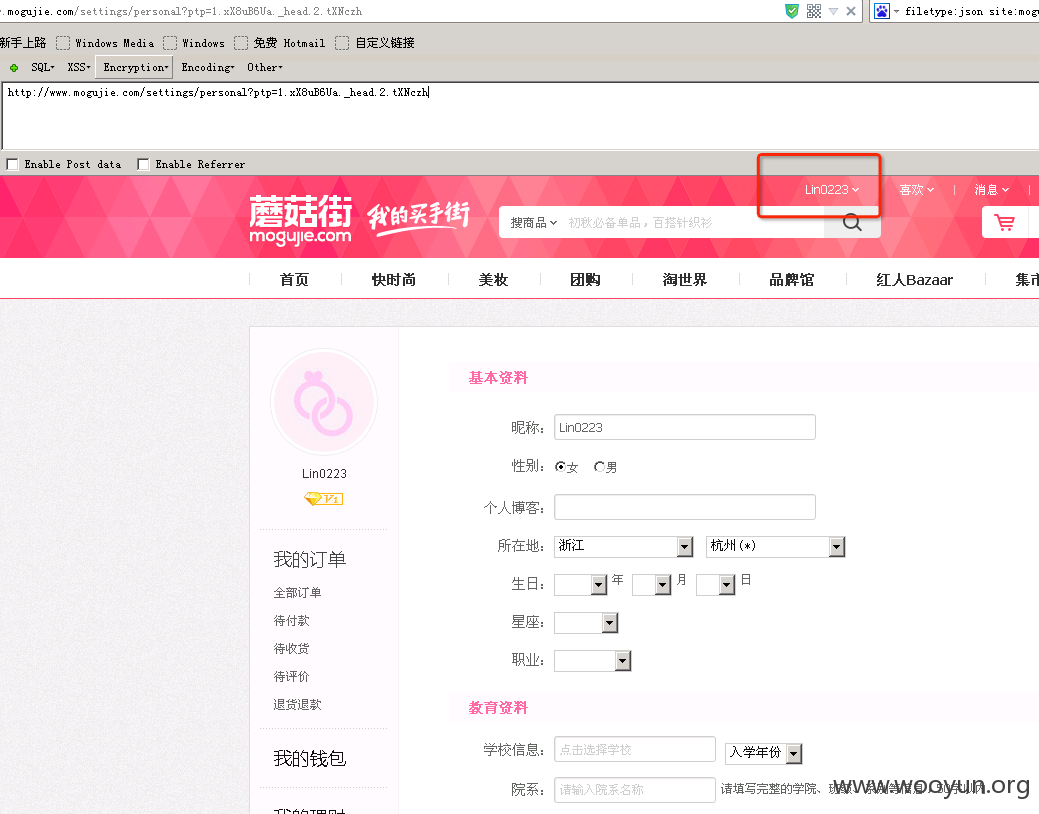 .mogujie.com/settings/personal?ptp=1.xX8uB6Ua._head.2.tXNczh
filetype:json site:mog
新手上路 Windows Media Windows 免费 Hotmail 自定义链接
SQL XSS Encryption Encoding Other
http://www.mogujie.com/settings/personal?ptp=1.xX8uB6Ua._head.2.tXNczh
Enable Post data Enable Referrer
Lin0223 喜欢 消息
蘑菇街 我的买手街
mogujie.com
搜商品 初秋必备单品，百搭针织衫
首页 快时尚 美妆 团购 淘世界 品牌馆 红人Bazaar 集市
基本资料
昵称： Lin0223
性别： 女 男
Lin0223
V1
个人博客：
所在地： 浙江 杭州(*)
我的订单
生日： 年 月 日
全部订单
待付款
星座：
待收货
职业：
待评价
退货退款
教育资料
我的钱包
学校信息： 点击选择学校 入学年份
院系： 请输入院系名称 请填写完整的学院、班级
www.wooyun.org
我的理财